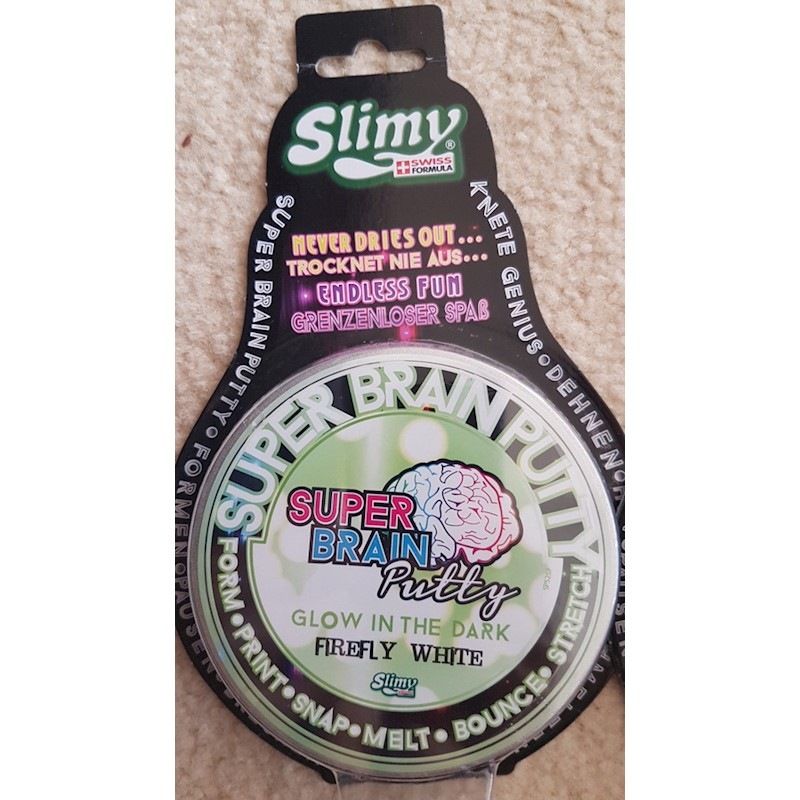 Slimy®
SWISS
FORMULA
NEVER DRIES OUT...
TROCKNET NIE AUS...
ENDLESS FUN
GRENZENLOSER SPAß
SUPER BRAIN PUTTY • FORMEN • PAUSEN
KNETE GENIUS • DEHNEN •
SUPER BRAIN PUTTY
SUPER
BRAIN
Putty
GLOW IN THE DARK
FIREFLY WHITE
Slimy
FORM • PRINT • SNAP • MELT • BOUNCE • STRETCH